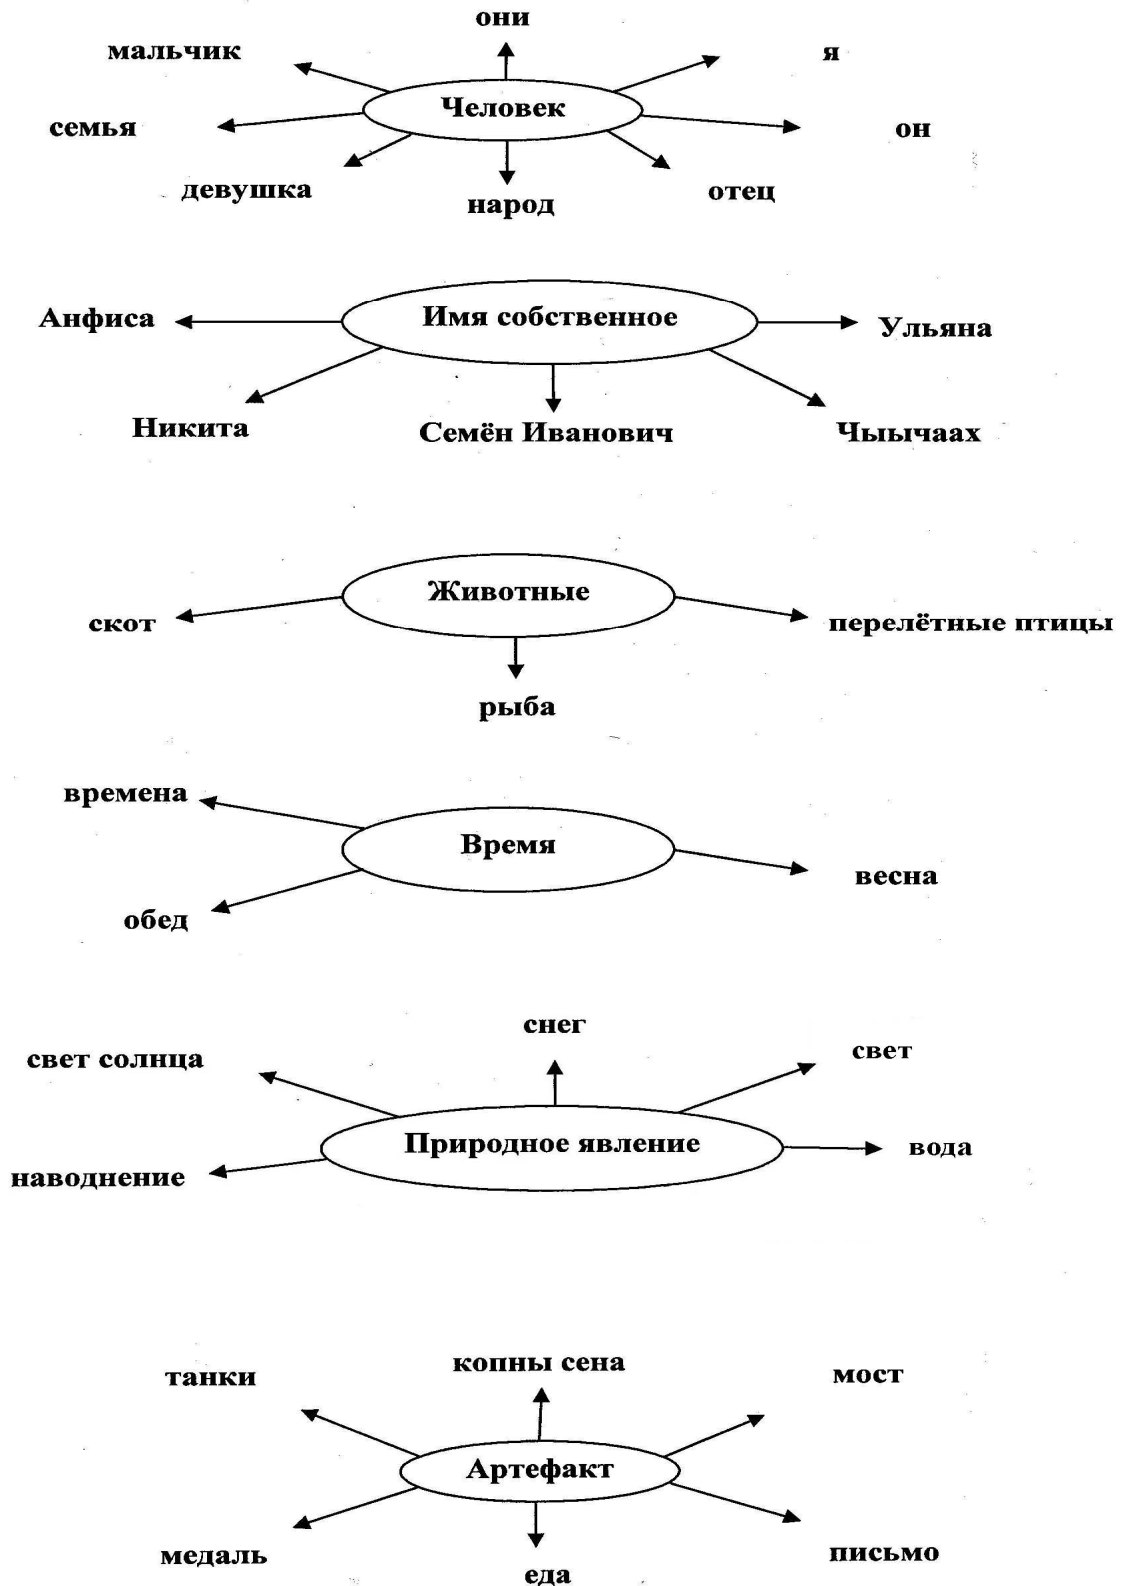 они
мальчик
я
Человек
семья
он
девушка
народ
отец
Имя собственное
Анфиса
Ульяна
Никита
Семён Иванович
Чыычаах
Животные
скот
перелётные птицы
рыба
времена
Время
весна
обед
снег
свет солнца
свет
Природное явление
вода
наводнение
копны сена
танки
мост
Артефакт
медаль
еда
письмо